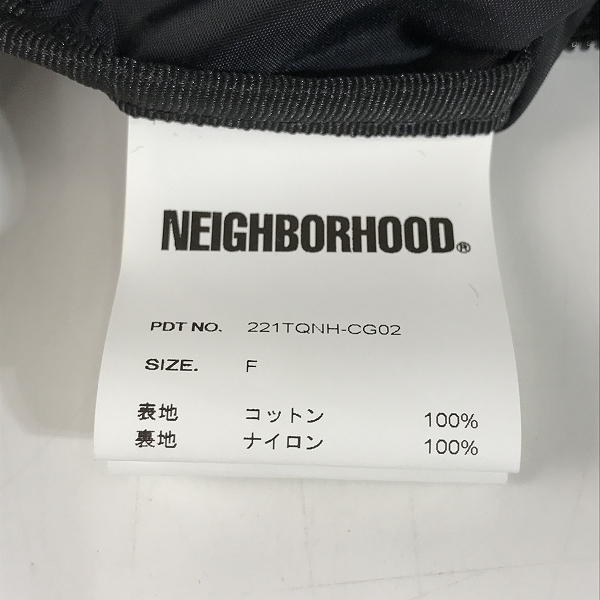 NEIGHBORHOOD®
PDT NO. 221TQNH-CG02
SIZE. F
表地 コットン 100%
裏地 ナイロン 100%